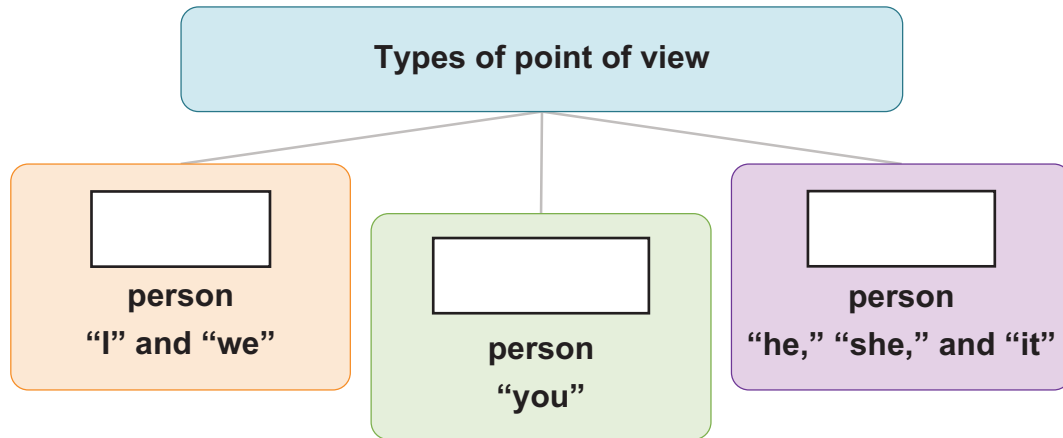 Types of point of view
person
“I” and “we”
person
“you”
person
“he,” “she,” and “it”